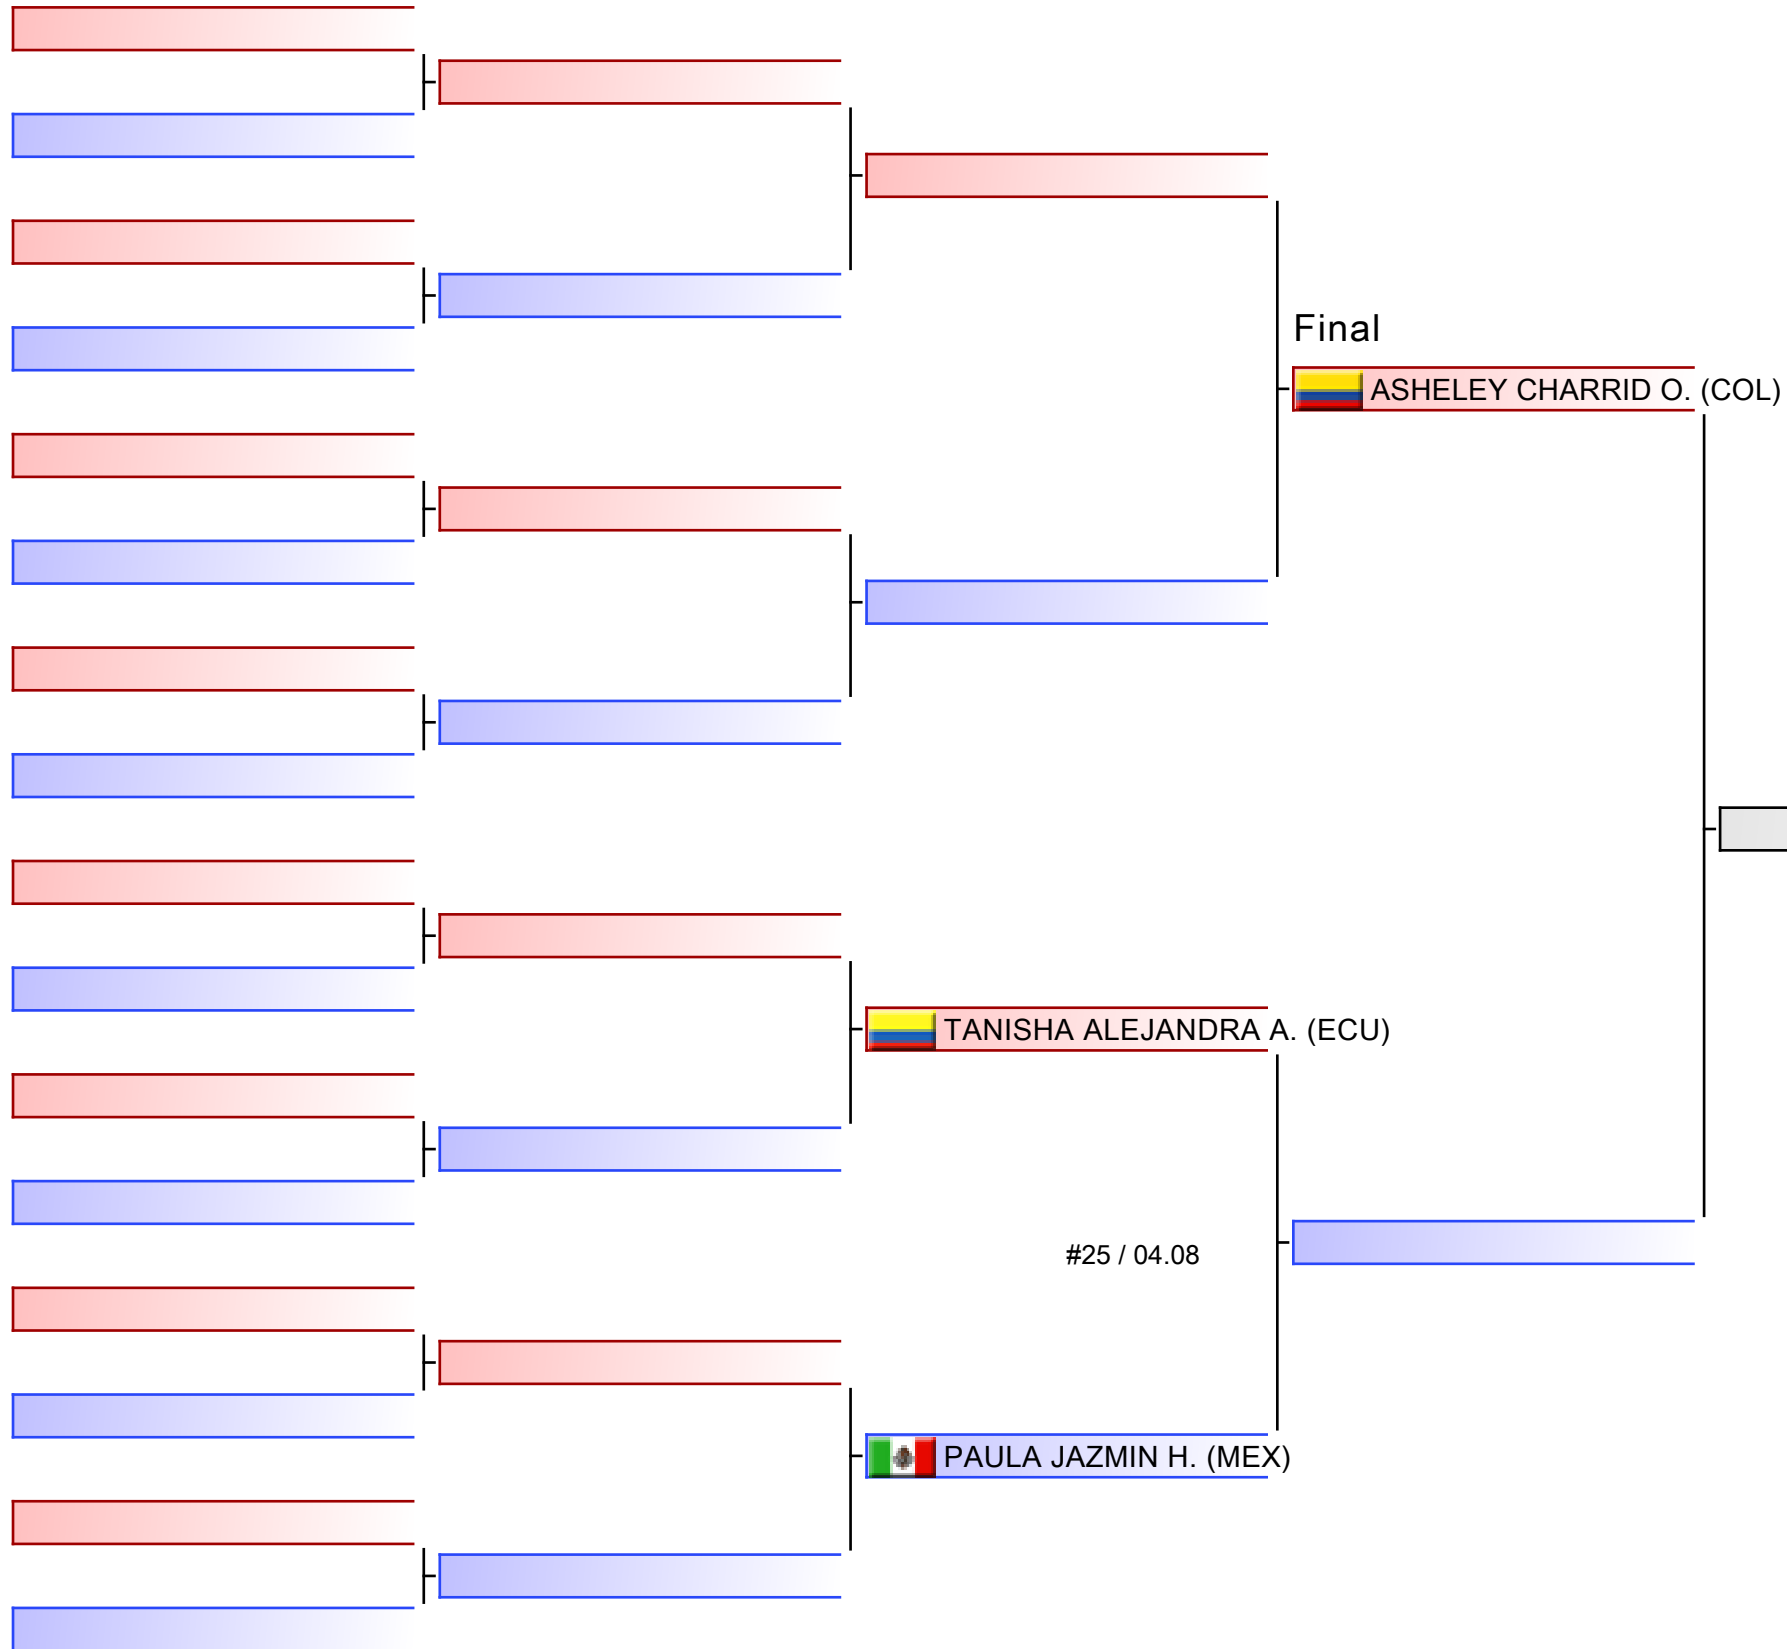 Final
ASHELEY CHARRID O. (COL)
TANISHA ALEJANDRA A. (ECU)
#25 / 04.08
PAULA JAZMIN H. (MEX)